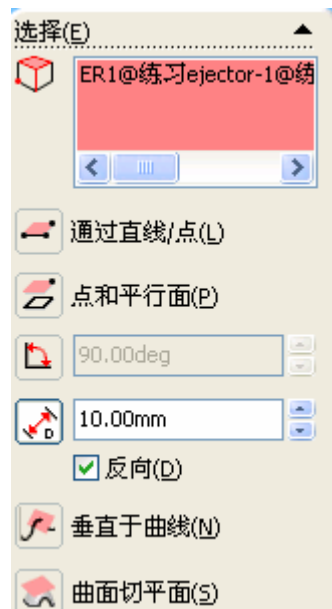 选择(E)
ER1@练习ejector-1@练
通过直线/点(L)
点和平行面(P)
90.00deg
D
10.00mm
反向(D)
垂直于曲线(N)
曲面切平面(S)